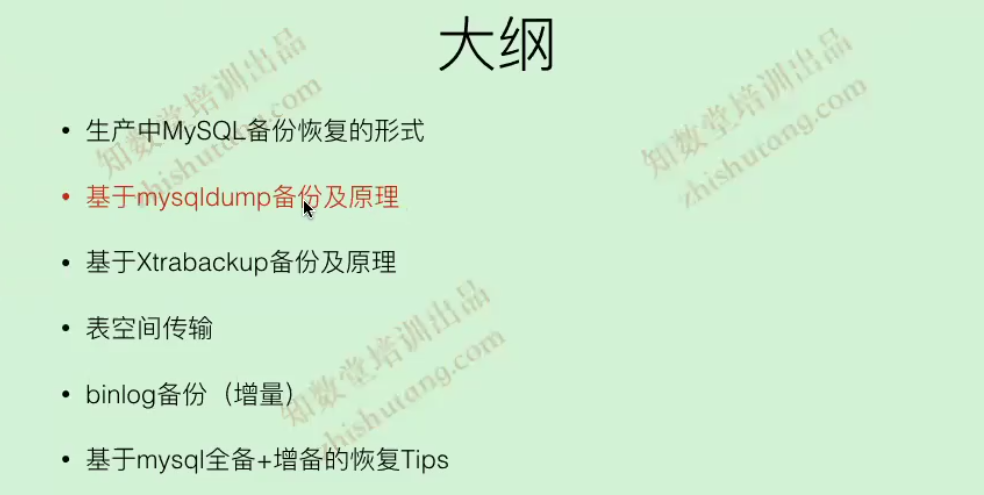 大纲
生产中MySQL备份恢复的形式
基于mysqldump备份及原理
基于Xtrabackup备份及原理
表空间传输
binlog备份（增量）
基于mysql全备+增备的恢复Tips
知数堂培训出品
zhishutang.com
知数堂培训出品
zhishutang.com
知数堂培训出品
zhishutang.com